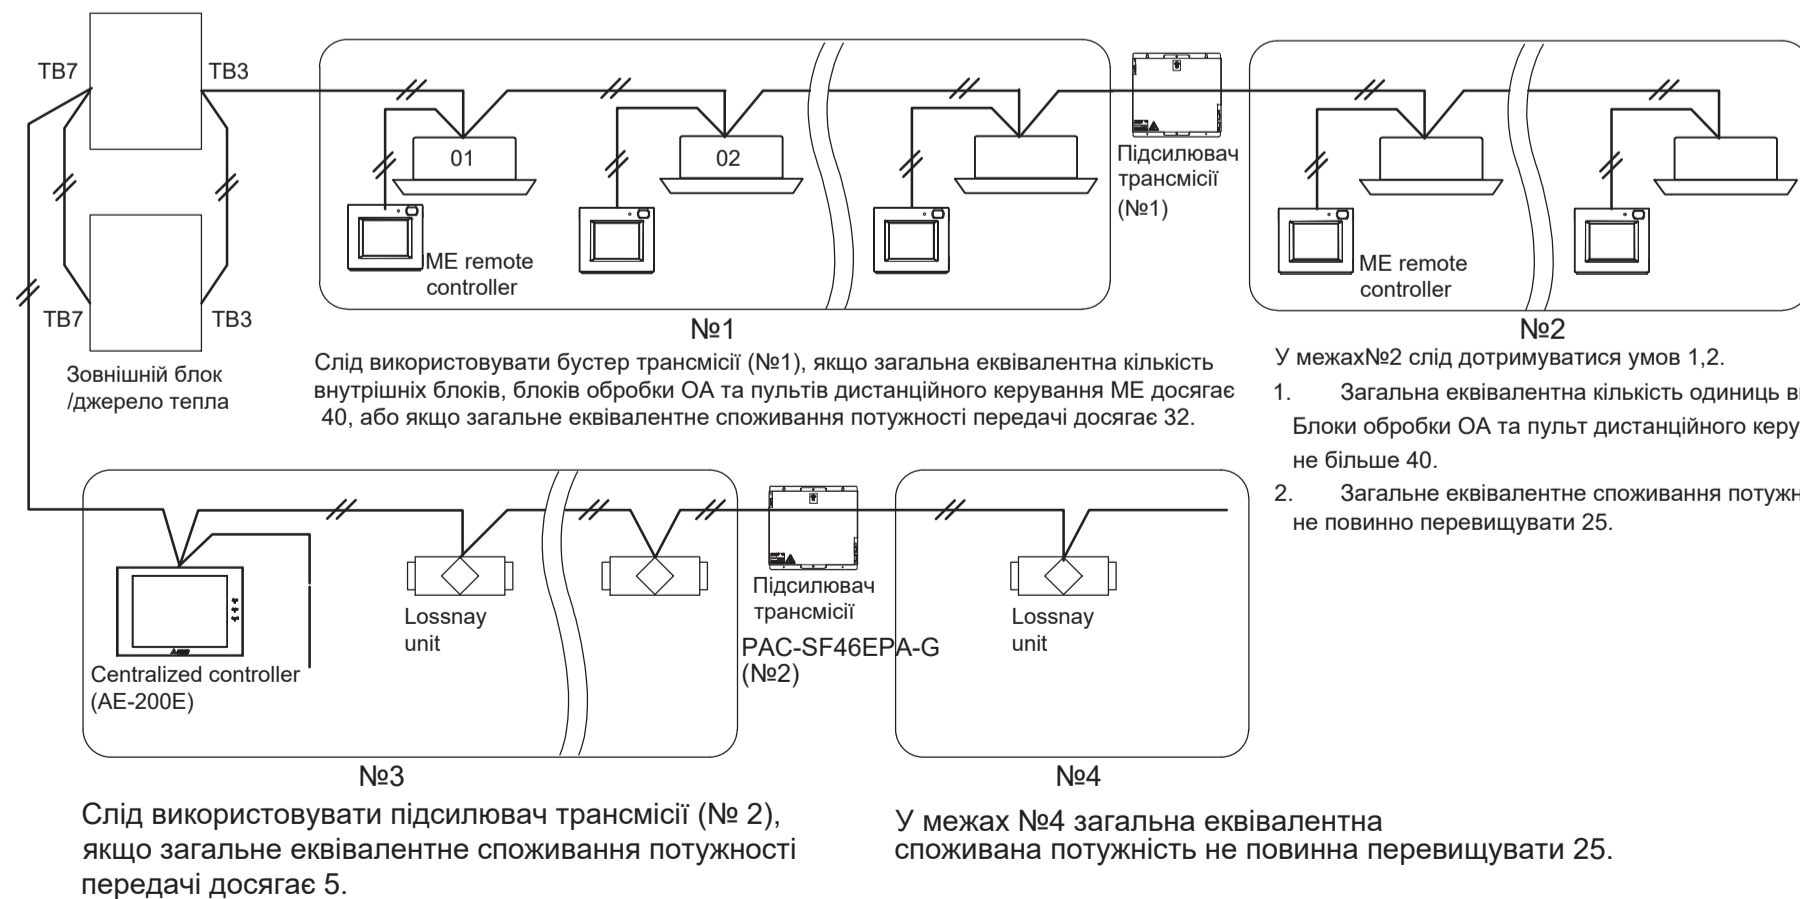 TB7
TB3
01
02
Підсилювач
трансмісії
(№1)
ME remote
controller
ME remote
controller
TB7
TB3
Зовнішній блок
/джерело тепла
№1
Слід використовувати бустер трансмісії (№1), якщо загальна еквівалентна кількість
внутрішніх блоків, блоків обробки ОА та пультів дистанційного керування МЕ досягає
40, або якщо загальне еквівалентне споживання потужності передачі досягає 32.
№2
У межах№2 слід дотримуватися умов 1,2.
1. Загальна еквівалентна кількість одиниць
Блоки обробки ОА та пульт дистанційного
не більше 40.
2. Загальне еквівалентне споживання
не повинно перевищувати 25.
Centralized controller
(AE-200E)
Lossnay
unit
Підсилювач
трансмісії
PAC-SF46EPA-G
(№2)
Lossnay
unit
№3
Слід використовувати підсилювач трансмісії (№ 2),
якщо загальне еквівалентне споживання потужності
передачі досягає 5.
№4
У межах №4 загальна еквівалентна
споживана потужність не повинна перевищувати 25.